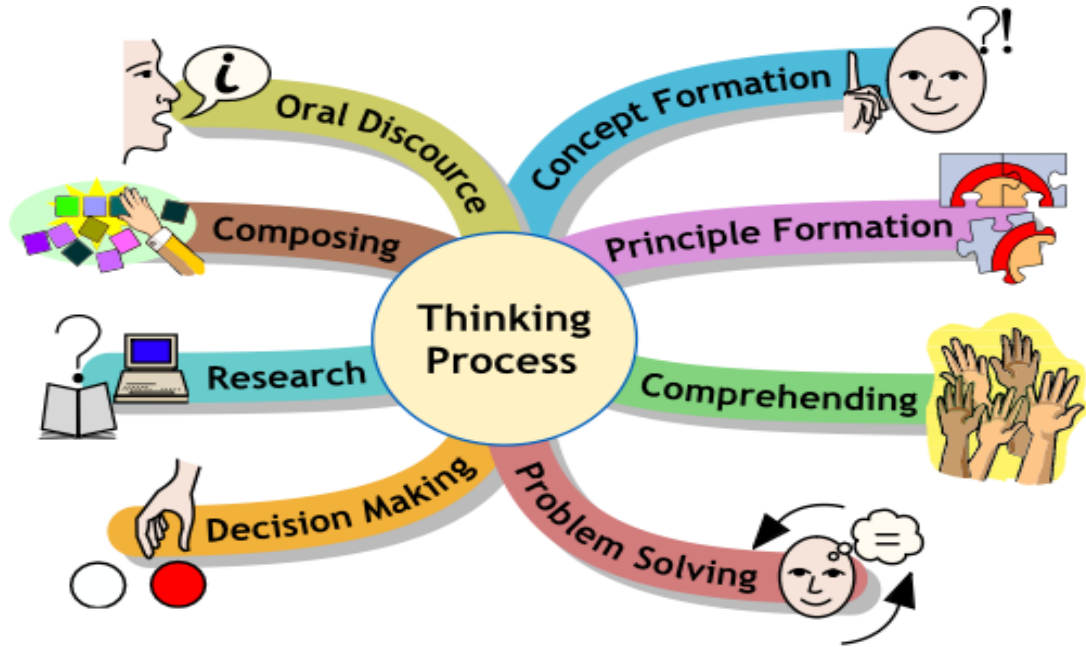 Oral Discource
Concept Formation
Composing
Principle Formation
Thinking
Process
Research
Comprehending
Decision Making
Problem Solving
?!
i
?
=